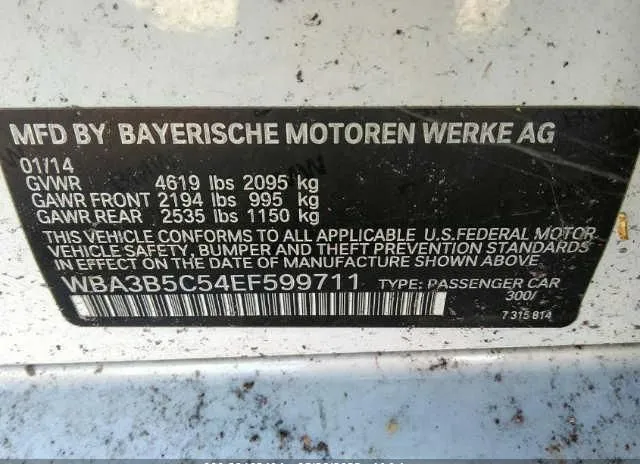 MFD BY BAYERISCHE MOTOREN WERKE AG
01/14
GVWR 4619 lbs 2095 kg
GAWR FRONT 2194 lbs 995 kg
GAWR REAR 2535 lbs 1150 kg
THIS VEHICLE CONFORMS TO ALL APPLICABLE U.S.FEDERAL MOTOR
VEHICLE SAFETY, BUMPER AND THEFT PREVENTION STANDARDS
IN EFFECT ON THE DATE OF MANUFACTURE SHOWN ABOVE
WBA3B5C54EF599711 TYPE: PASSENGER CAR
300/
7 315 814